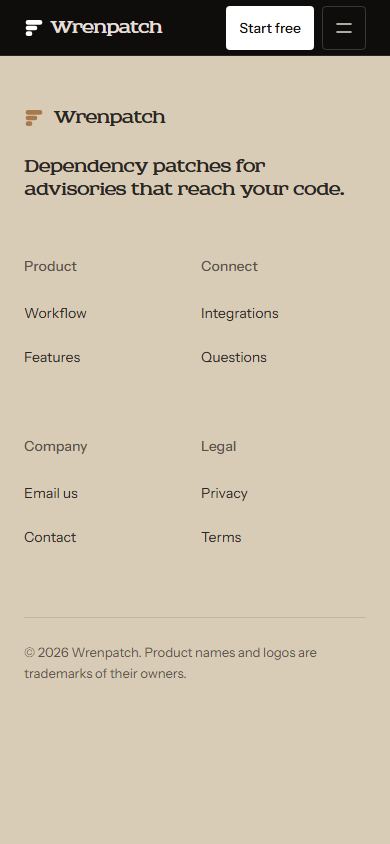 Wrenpatch
Start free
Wrenpatch
Dependency patches for
advisories that reach your code.
Product
Workflow
Features
Connect
Integrations
Questions
Company
Email us
Contact
Legal
Privacy
Terms
© 2026 Wrenpatch. Product names and logos are
trademarks of their owners.